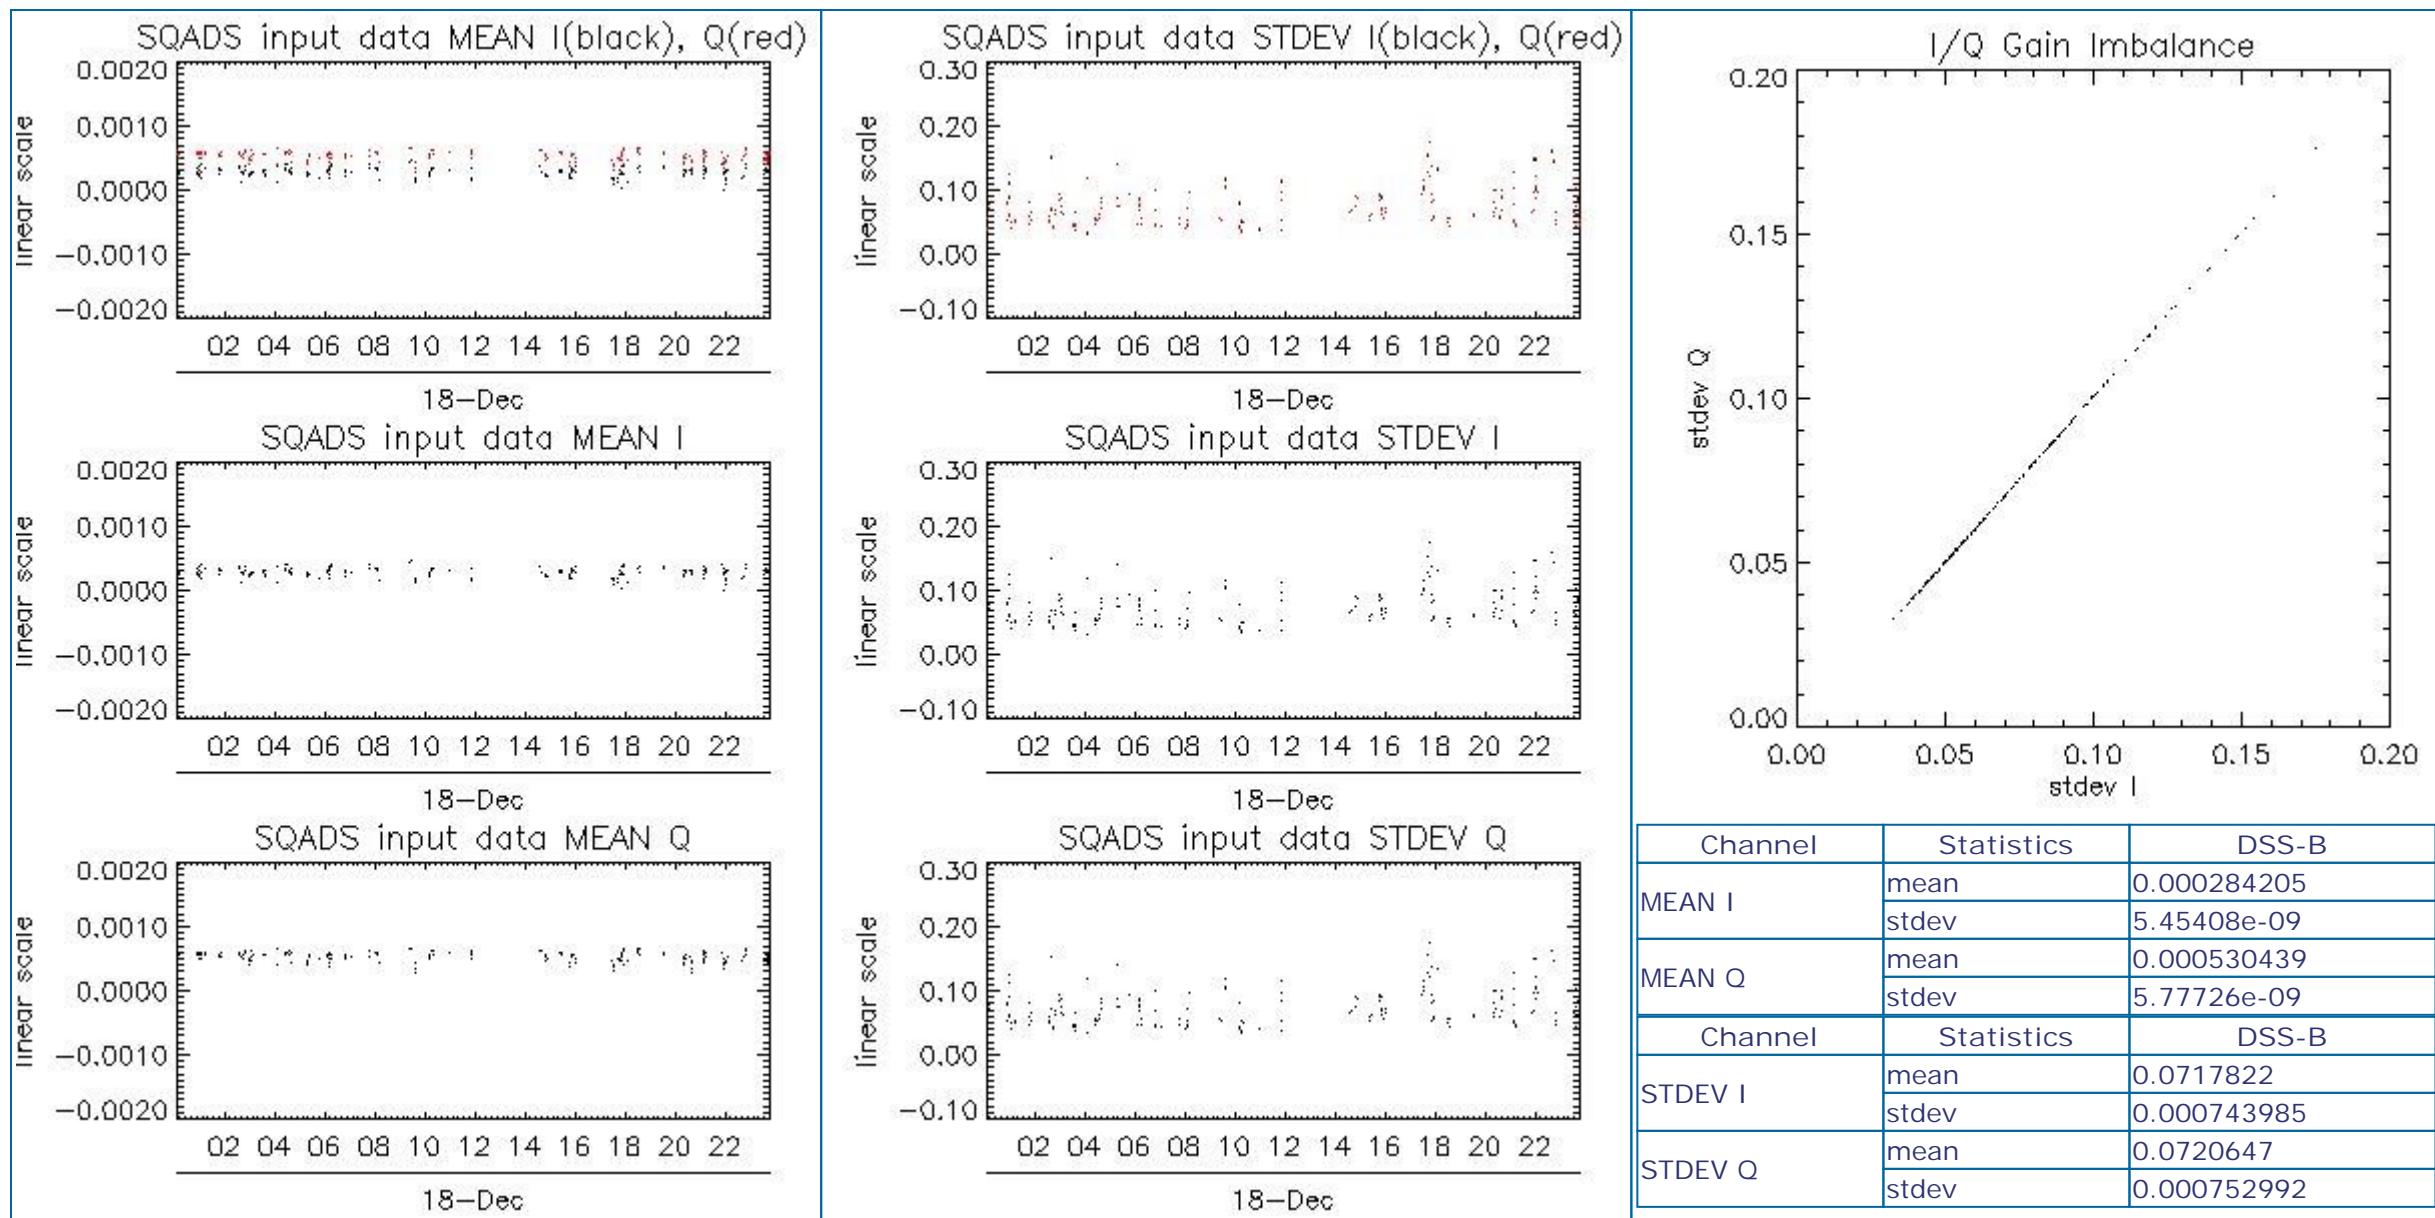 SQADS input data MEAN I(black), Q(red)
0.0020
0.0010
0.0000
−0.0010
−0.0020
linear scale
02 04 06 08 10 12 14 16 18 20 22
18−Dec
SQADS input data MEAN I
0.0020
0.0010
0.0000
−0.0010
−0.0020
linear scale
02 04 06 08 10 12 14 16 18 20 22
18−Dec
SQADS input data MEAN Q
0.0020
0.0010
0.0000
−0.0010
−0.0020
linear scale
02 04 06 08 10 12 14 16 18 20 22
18−Dec
SQADS input data STDEV I(black), Q(red)
0.30
0.20
0.10
0.00
−0.10
linear scale
02 04 06 08 10 12 14 16 18 20 22
18−Dec
SQADS input data STDEV I
0.30
0.20
0.10
0.00
−0.10
linear scale
02 04 06 08 10 12 14 16 18 20 22
18−Dec
SQADS input data STDEV Q
0.30
0.20
0.10
0.00
−0.10
linear scale
02 04 06 08 10 12 14 16 18 20 22
18−Dec
I/Q Gain Imbalance
0.20
0.15
0.10
0.05
0.00
stdev Q
0.00 0.05 0.10 0.15 0.20
stdev I
Channel Statistics DSS-B
MEAN I mean 0.000284205
stdev 5.45408e-09
MEAN Q mean 0.000530439
stdev 5.77726e-09
Channel Statistics DSS-B
STDEV I mean 0.0717822
stdev 0.000743985
STDEV Q mean 0.0720647
stdev 0.000752992